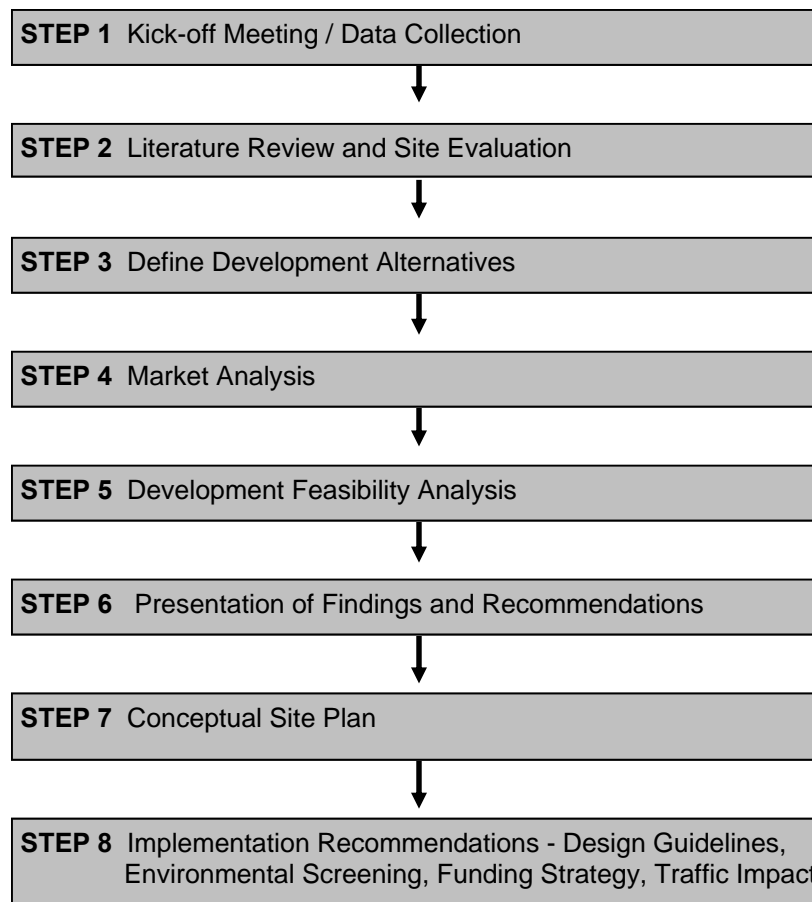 STEP 1 Kick-off Meeting / Data Collection
STEP 2 Literature Review and Site Evaluation
STEP 3 Define Development Alternatives
STEP 4 Market Analysis
STEP 5 Development Feasibility Analysis
STEP 6 Presentation of Findings and Recommendations
STEP 7 Conceptual Site Plan
STEP 8 Implementation Recommendations - Design Guidelines,
Environmental Screening, Funding Strategy, Traffic Impact